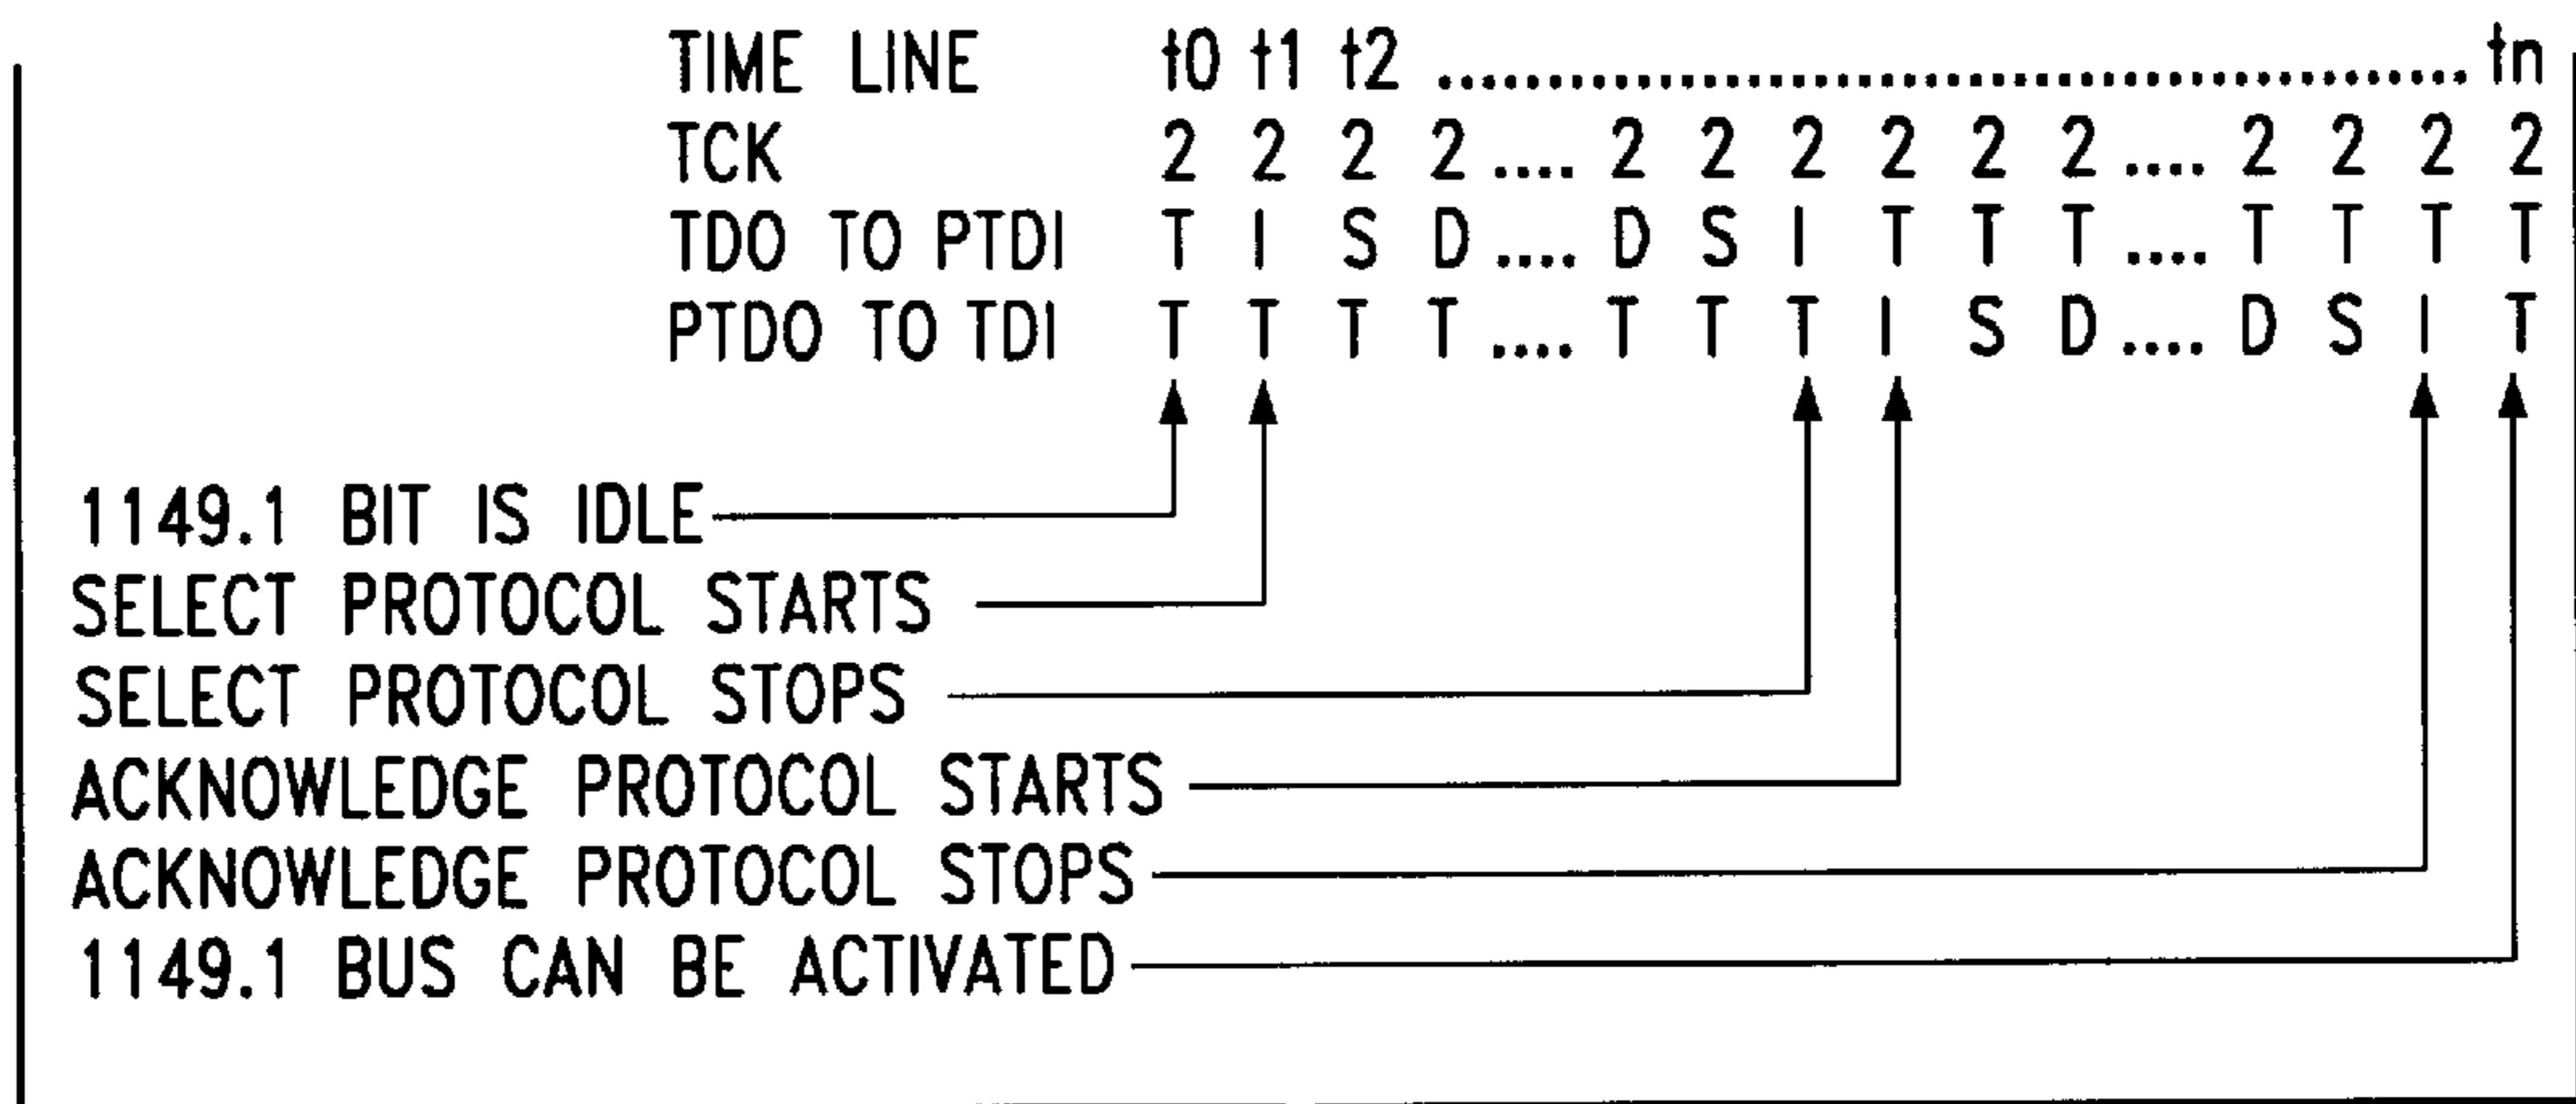 TIME LINE t0 t1 t2 .............................................. tn
TCK 2 2 2 2 .... 2 2 2 2 2 2 .... 2 2 2 2
TDO TO PTDI T I S D .... D S I T T T .... T T T T
PTDO TO TDI T T T T .... T T T I S D .... D S I T
1149.1 BIT IS IDLE
SELECT PROTOCOL STARTS
SELECT PROTOCOL STOPS
ACKNOWLEDGE PROTOCOL STARTS
ACKNOWLEDGE PROTOCOL STOPS
1149.1 BUS CAN BE ACTIVATED